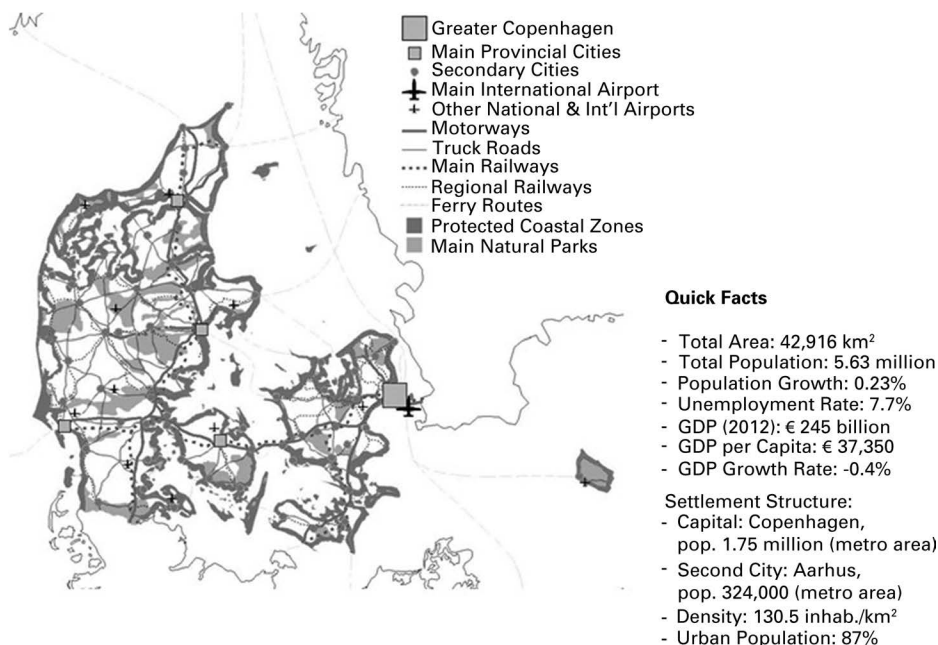 Greater Copenhagen
Main Provincial Cities
Secondary Cities
Main International Airport
Other National & Int'l Airports
Motorways
Truck Roads
Main Railways
Regional Railways
Ferry Routes
Protected Coastal Zones
Main Natural Parks
Quick Facts
- Total Area: 42,916 km²
- Total Population: 5.63 million
- Population Growth: 0.23%
- Unemployment Rate: 7.7%
- GDP (2012): € 245 billion
- GDP per Capita: € 37,350
- GDP Growth Rate: -0.4%
Settlement Structure:
- Capital: Copenhagen,
pop. 1.75 million (metro area)
- Second City: Aarhus,
pop. 324,000 (metro area)
- Density: 130.5 inhab./km²
- Urban Population: 87%